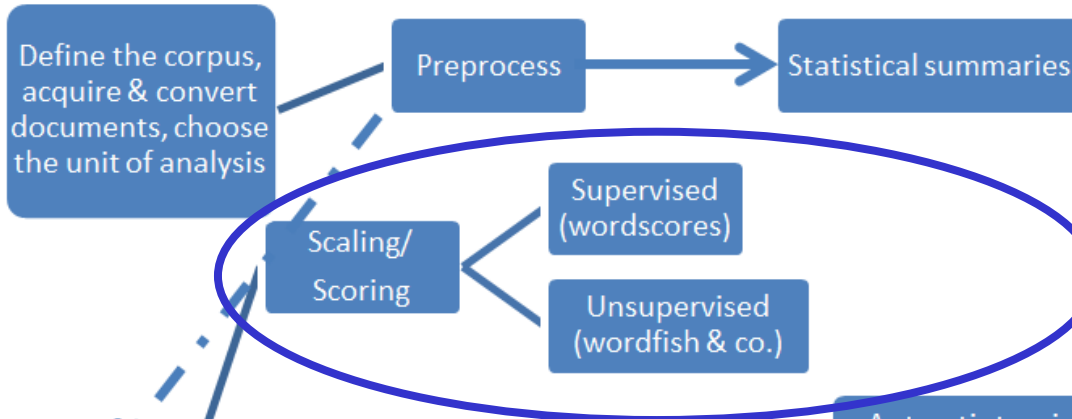 Define the corpus,
acquire & convert
documents, choose
the unit of analysis
Preprocess
Statistical summaries
Scaling/
Scoring
Supervised
(wordscores)
Unsupervised
(wordfish & co.)